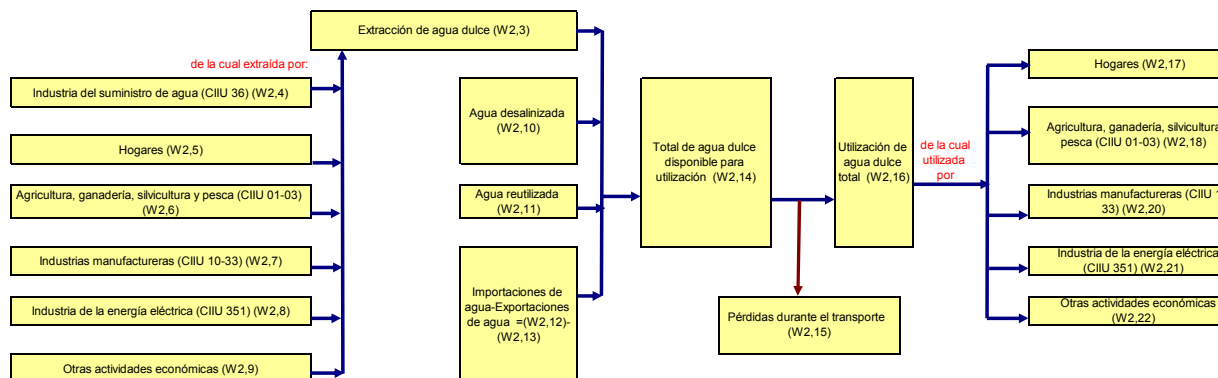 Extracción de agua dulce (W2,3)
de la cual extraída por:
Industria del suministro de agua (CIIU 36) (W2,4)
Hogares (W2,5)
Agricultura, ganadería, silvicultura y pesca (CIIU 01-03)
(W2,6)
Industrias manufactureras (CIIU 10-33) (W2,7)
Industria de la energía eléctrica (CIIU 351) (W2,8)
Otras actividades económicas (W2,9)
Agua desalinizada
(W2,10)
Agua reutilizada
(W2,11)
Importaciones de
agua-Exportaciones
de agua =(W2,12)-
(W2,13)
Total de agua dulce
disponible para
utilización (W2,14)
Pérdidas durante el transporte
(W2,15)
Utilización de
agua dulce
total (W2,16)
de la cual
utilizada
por
Hogares (W2,17)
Agricultura, ganadería, silvicultura
pesca (CIIU 01-03) (W2,18)
Industrias manufactureras (CIIU 1
33) (W2,20)
Industria de la energía eléctrica
(CIIU 351) (W2,21)
Otras actividades económicas
(W2,22)